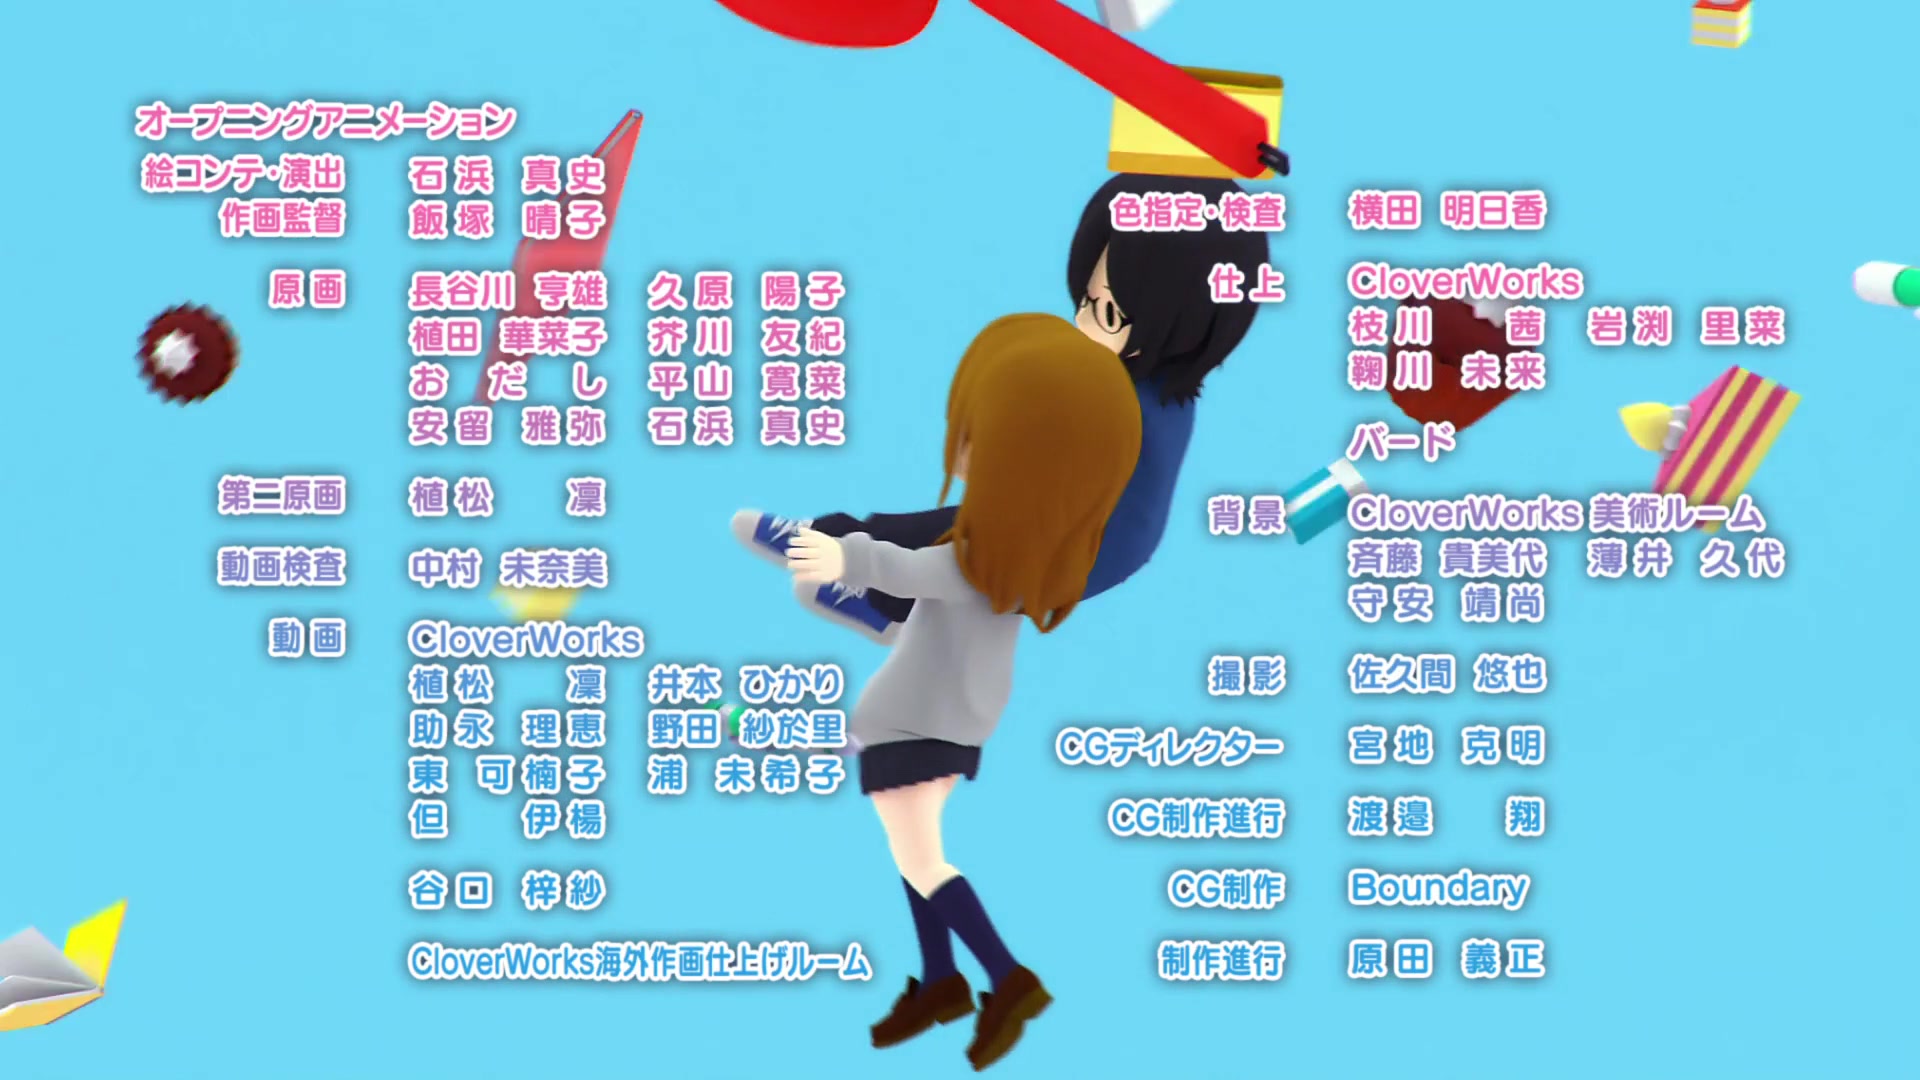 オープニングアニメーション
絵コンテ・演出 石浜 真史
作画監督 飯塚 晴子
原画 長谷川 亨雄 久原 陽子
植田 華菜子 芥川 友紀
おだし 平山 寛菜
安留 雅弥 石浜 真史
第二原画 植松 凜
動画検査 中村 未奈美
動画 CloverWorks
植松 凜 井本 ひかり
助永 理恵 野田 紗於里
東 可楠子 浦 未希子
但 伊楊
谷口 梓紗
CloverWorks海外作画仕上げルーム
色指定・検査 横田 明日香
仕上 CloverWorks
枝川 茜 岩渕 里菜
鞠川 未来
バード
背景 CloverWorks 美術ルーム
斉藤 貴美代 薄井 久代
守安 靖尚
撮影 佐久間 悠也
CGディレクター 宮地 克明
CG制作進行 渡邉 翔
CG制作 Boundary
制作進行 原田 義正